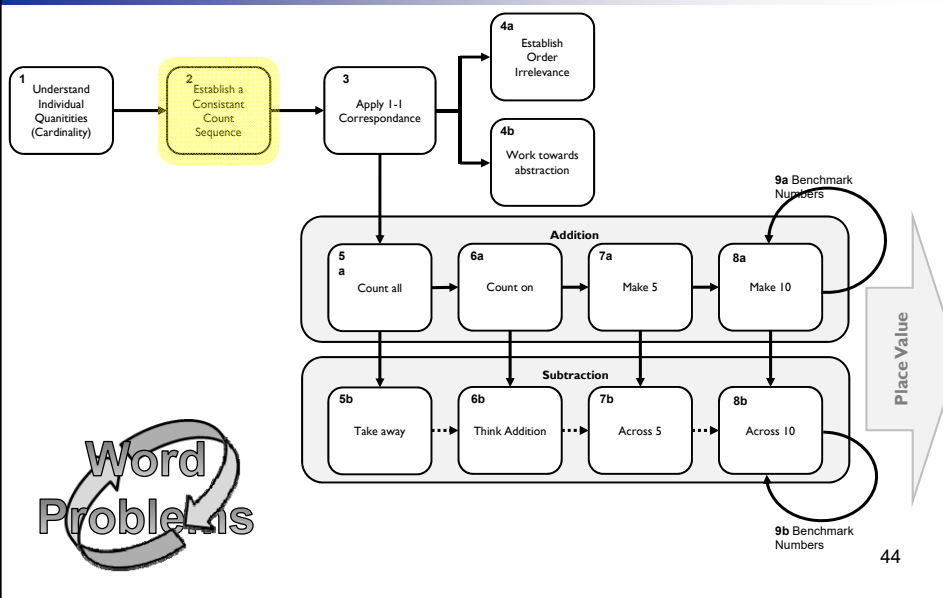 1
Understand
Individual
Quanitities
(Cardinality)
2
Establish a
Consistant
Count
Sequence
3
Apply 1-1
Correspondance
4a
Establish
Order
Irrelevance
4b
Work towards
abstraction
9a Benchmark
Numbers
Addition
5
a
Count all
6a
Count on
7a
Make 5
8a
Make 10
Subtraction
5b
Take away
6b
Think Addition
7b
Across 5
8b
Across 10
9b Benchmark
Numbers
Place Value
Word
Problems
44